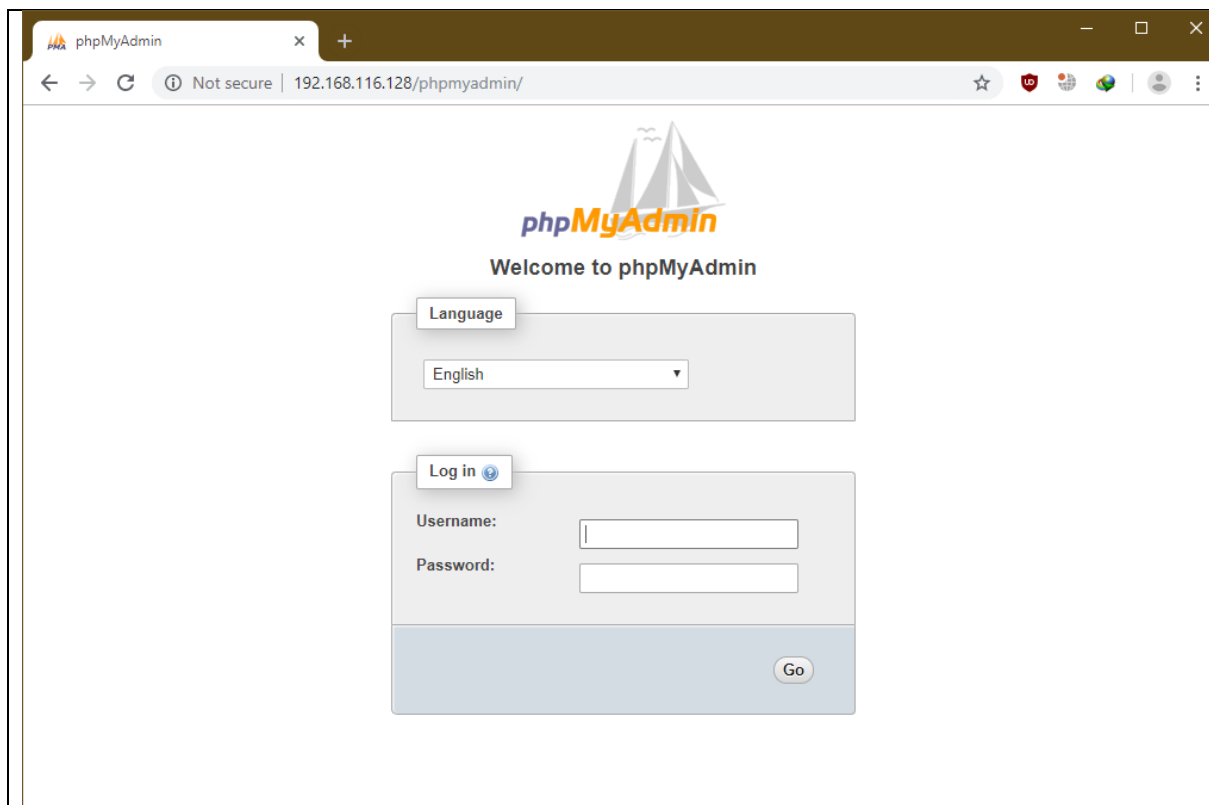 phpMyAdmin
Not secure | 192.168.116.128/phpmyadmin/
phpMyAdmin
Welcome to phpMyAdmin
Language
English
Log in
Username:
Password:
Go